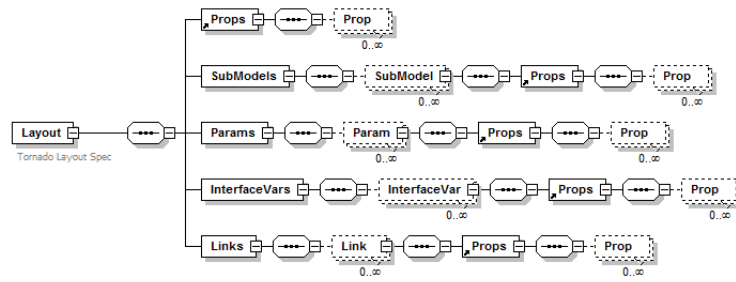 Props Prop
0..∞
SubModels SubModel Props Prop
0..∞ 0..∞
Layout Params Param Props Prop
Tornado Layout Spec 0..∞ 0..∞
InterfaceVars InterfaceVar Props Prop
0..∞ 0..∞
Links Link Props Prop
0..∞ 0..∞